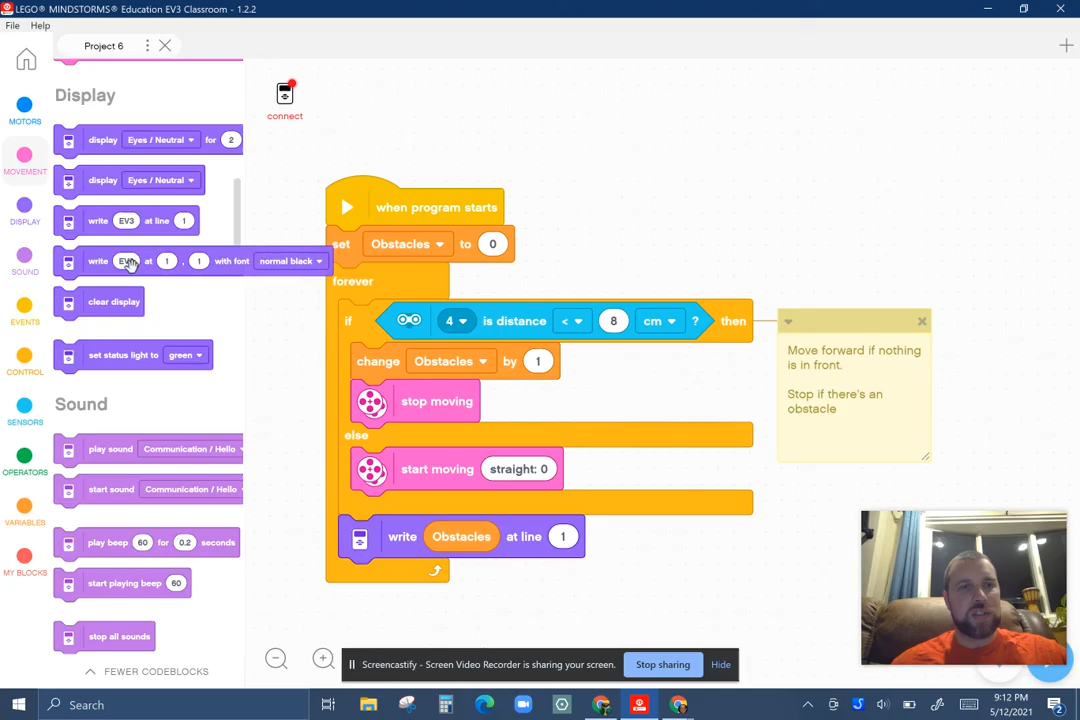 LEGO® MINDSTORMS® Education EV3 Classroom - 1.2.2
File Help
Project 6
connect
MOTORS
MOVEMENT
DISPLAY
SOUND
EVENTS
CONTROL
SENSORS
OPERATORS
VARIABLES
MY BLOCKS
Display
display Eyes / Neutral for 2
display Eyes / Neutral
write EV3 at line 1
write EV3 at 1 , 1 with font normal black
clear display
set status light to green
Sound
play sound Communication / Hello
start sound Communication / Hello
play beep 60 for 0.2 seconds
start playing beep 60
stop all sounds
FEWER CODEBLOCKS
when program starts
set Obstacles to 0
forever
if 4 is distance < 8 cm ? then
change Obstacles by 1
stop moving
else
start moving straight: 0
write Obstacles at line 1
Move forward if nothing
is in front.
Stop if there's an
obstacle
Screencastify - Screen Video Recorder is sharing your screen. Stop sharing Hide
Search
9:12 PM
5/12/2021
2